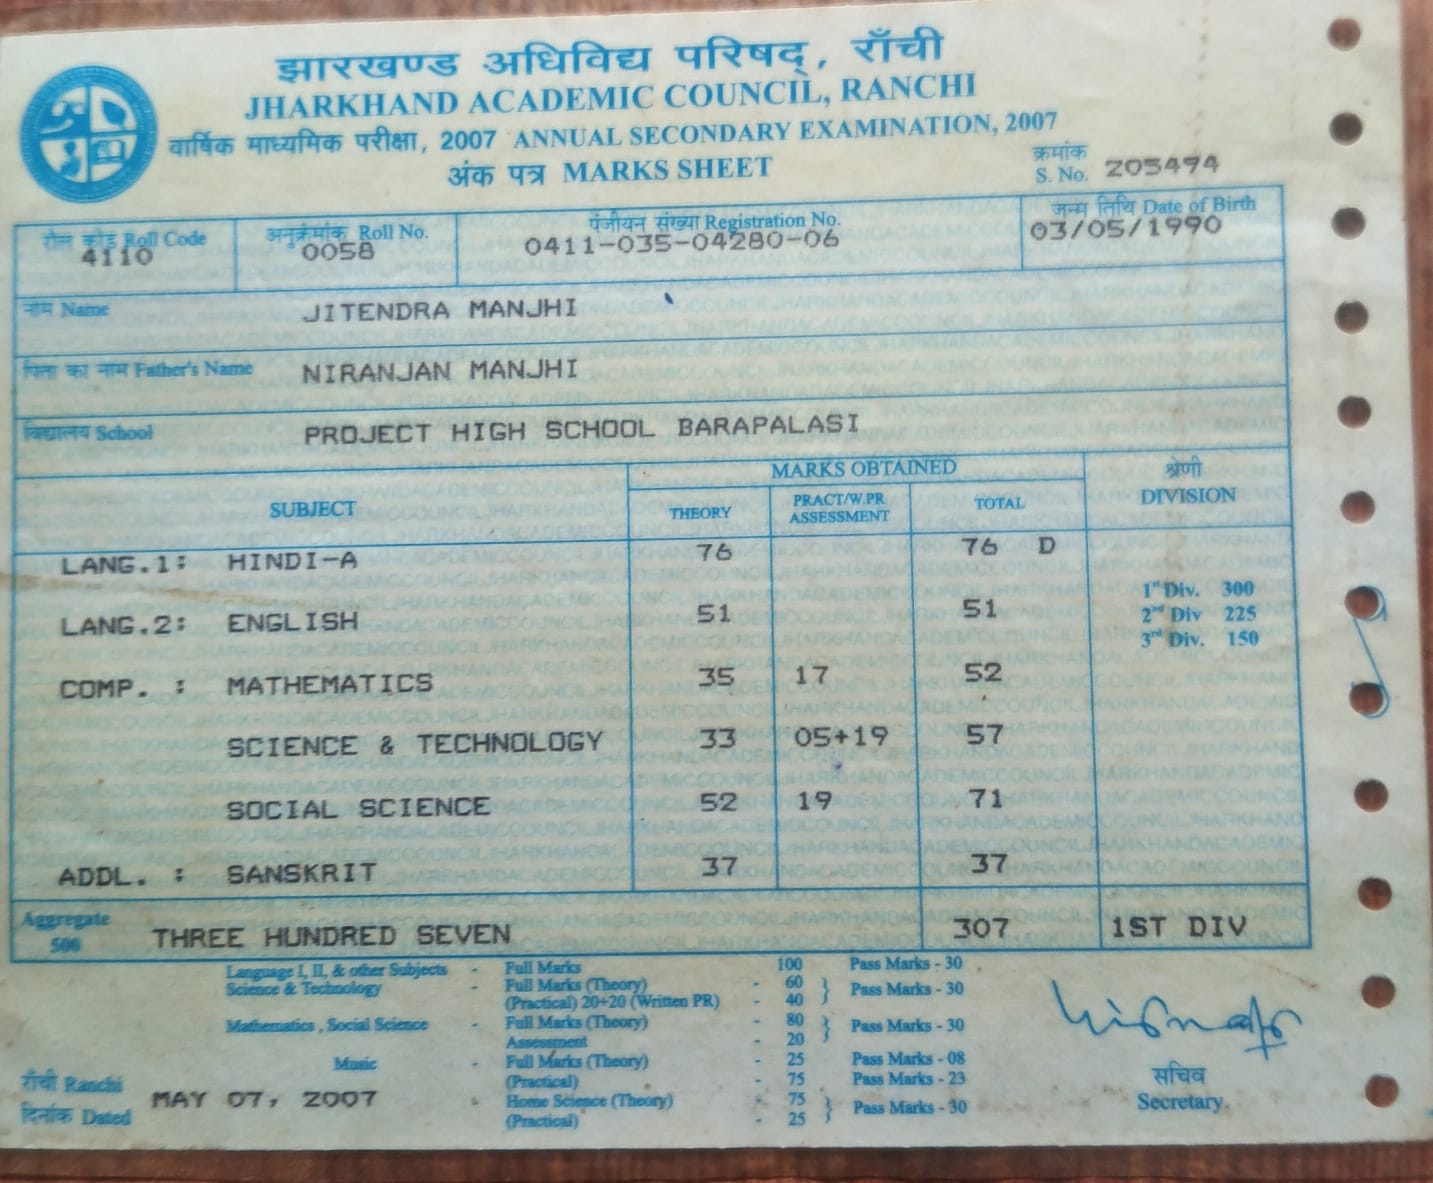 झारखण्ड अधिविद्य परिषद्, राँची
JHARKHAND ACADEMIC COUNCIL, RANCHI
वार्षिक माध्यमिक परीक्षा, 2007 ANNUAL SECONDARY EXAMINATION, 2007
अंक पत्र MARKS SHEET
क्रमांक
S. No. 205494
रोल कोड Roll Code
4110
अनुक्रमांक Roll No.
0058
पंजीयन संख्या Registration No.
0411-035-04280-06
जन्म तिथि Date of Birth
03/05/1990
नाम Name JITENDRA MANJHI
पिता का नाम Father's Name NIRANJAN MANJHI
विद्यालय School PROJECT HIGH SCHOOL BARAPALASI
SUBJECT
MARKS OBTAINED
THEORY
PRACT/W.PR
ASSESSMENT
TOTAL
श्रेणी
DIVISION
LANG.1: HINDI-A 76 76 D
LANG.2: ENGLISH 51 51
COMP. : MATHEMATICS 35 17 52
SCIENCE & TECHNOLOGY 33 05+19 57
SOCIAL SCIENCE 52 19 71
ADDL. : SANSKRIT 37 37
1st Div. 300
2nd Div 225
3rd Div. 150
Aggregate
500
THREE HUNDRED SEVEN 307 1ST DIV
Language I, II, & other Subjects - Full Marks 100 Pass Marks - 30
Science & Technology - Full Marks (Theory) - 60 } Pass Marks - 30
(Practical) 20+20 (Written PR) - 40
Mathematics , Social Science - Full Marks (Theory) - 80 } Pass Marks - 30
Assessment - 20
Music - Full Marks (Theory) - 25 Pass Marks - 08
(Practical) - 75 Pass Marks - 23
- Home Science (Theory) - 75 } Pass Marks - 30
(Practical) - 25
राँची Ranchi
दिनांक Dated MAY 07, 2007
सचिव
Secretary